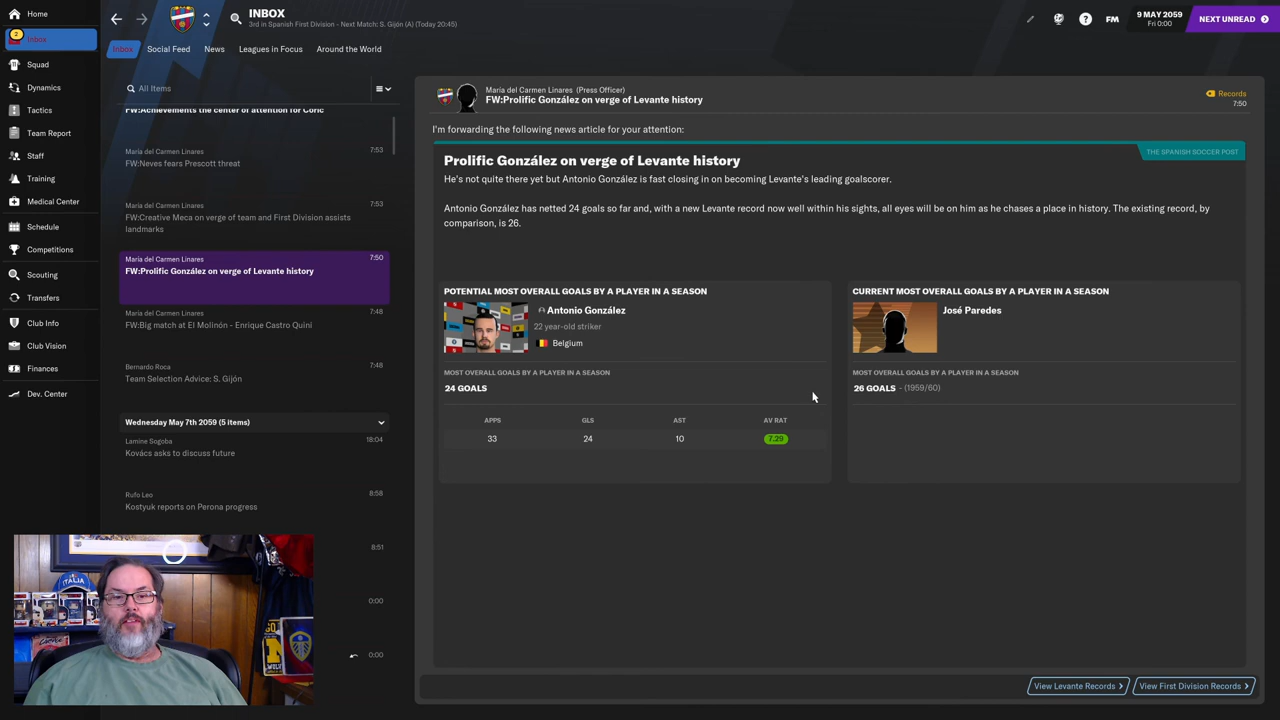 Home
INBOX
3rd in Spanish First Division - Next Match: S. Gijón (A) (Today 20:45)
FM
9 MAY 2059
Fri 0:00
NEXT UNREAD
2
Inbox
Squad
Dynamics
Tactics
Team Report
Staff
Training
Medical Center
Schedule
Competitions
Scouting
Transfers
Club Info
Club Vision
Finances
Dev. Center
Inbox
Social Feed
News
Leagues in Focus
Around the World
All Items
FW:Achievements the center of attention for Coric
María del Carmen Linares
7:53
FW:Neves fears Prescott threat
María del Carmen Linares
7:53
FW:Creative Meca on verge of team and First Division assists
landmarks
María del Carmen Linares
7:50
FW:Prolific González on verge of Levante history
María del Carmen Linares
7:48
FW:Big match at El Molinón - Enrique Castro Quini
Bernardo Roca
7:48
Team Selection Advice: S. Gijón
Wednesday May 7th 2059 (5 items)
Lamine Sogoba
18:04
Kovács asks to discuss future
Rufo Leo
8:58
Kostyuk reports on Perona progress
8:51
0:00
0:00
María del Carmen Linares (Press Officer)
FW:Prolific González on verge of Levante history
Records
7:50
I'm forwarding the following news article for your attention:
THE SPANISH SOCCER POST
Prolific González on verge of Levante history
He's not quite there yet but Antonio González is fast closing in on becoming Levante's leading goalscorer.
Antonio González has netted 24 goals so far and, with a new Levante record now well within his sights, all eyes will be on him as he chases a place in history. The existing record, by
comparison, is 26.
POTENTIAL MOST OVERALL GOALS BY A PLAYER IN A SEASON
Antonio González
22 year-old striker
Belgium
MOST OVERALL GOALS BY A PLAYER IN A SEASON
24 GOALS
APPS GLS AST AV RAT
33 24 10 7.29
CURRENT MOST OVERALL GOALS BY A PLAYER IN A SEASON
José Paredes
MOST OVERALL GOALS BY A PLAYER IN A SEASON
26 GOALS - (1959/60)
View Levante Records
View First Division Records
ITALIA